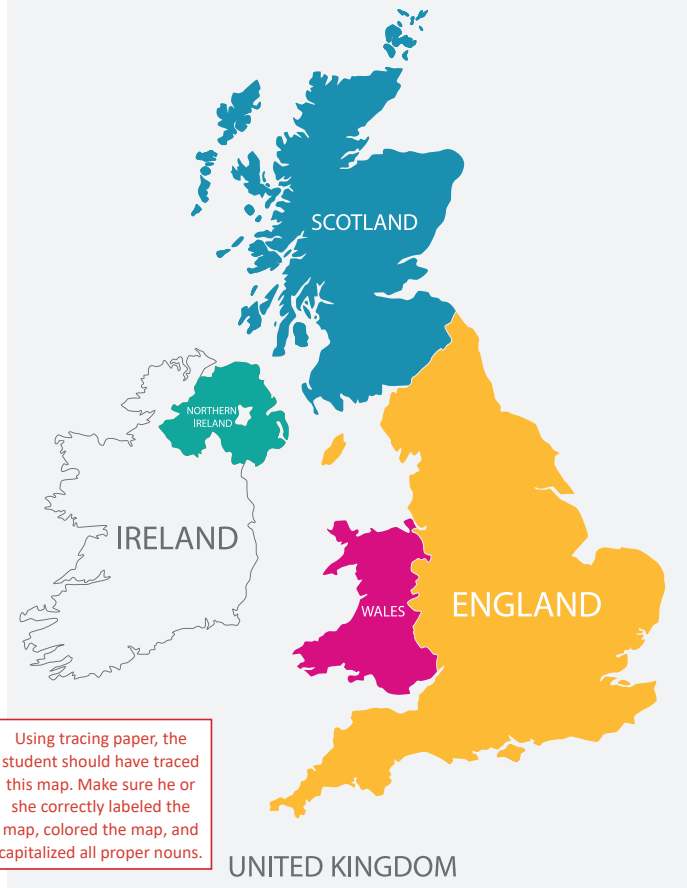 SCOTLAND
NORTHERN
IRELAND
IRELAND
WALES
ENGLAND
Using tracing paper, the
student should have traced
this map. Make sure he or
she correctly labeled the
map, colored the map, and
capitalized all proper nouns.
UNITED KINGDOM